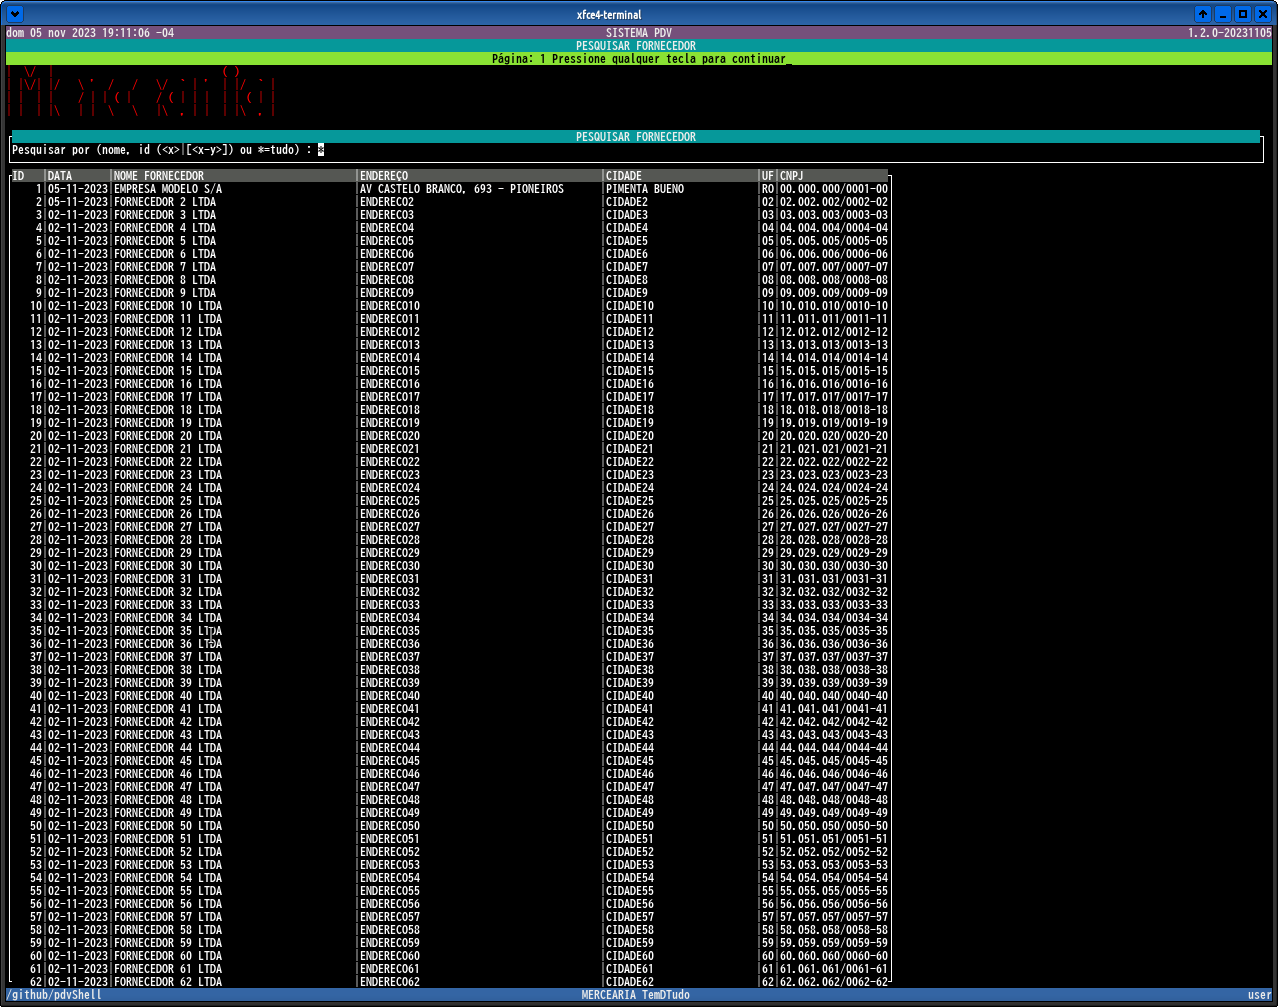 xfce4-terminal
dom 05 nov 2023 19:11:06 -04 SISTEMA PDV 1.2.0-20231105
PESQUISAR FORNECEDOR
Página: 1 Pressione qualquer tecla para continuar_
PESQUISAR FORNECEDOR
Pesquisar por (nome, id (<x>|[<x-y>]) ou *=tudo) : *
ID |DATA |NOME FORNECEDOR |ENDEREÇO |CIDADE |UF|CNPJ
1|05-11-2023|EMPRESA MODELO S/A |AV CASTELO BRANCO, 693 - PIONEIROS |PIMENTA BUENO |RO|00.000.000/0001-00
2|05-11-2023|FORNECEDOR 2 LTDA |ENDERECO2 |CIDADE2 |02|02.002.002/0002-02
3|02-11-2023|FORNECEDOR 3 LTDA |ENDERECO3 |CIDADE3 |03|03.003.003/0003-03
4|02-11-2023|FORNECEDOR 4 LTDA |ENDERECO4 |CIDADE4 |04|04.004.004/0004-04
5|02-11-2023|FORNECEDOR 5 LTDA |ENDERECO5 |CIDADE5 |05|05.005.005/0005-05
6|02-11-2023|FORNECEDOR 6 LTDA |ENDERECO6 |CIDADE6 |06|06.006.006/0006-06
7|02-11-2023|FORNECEDOR 7 LTDA |ENDERECO7 |CIDADE7 |07|07.007.007/0007-07
8|02-11-2023|FORNECEDOR 8 LTDA |ENDERECO8 |CIDADE8 |08|08.008.008/0008-08
9|02-11-2023|FORNECEDOR 9 LTDA |ENDERECO9 |CIDADE9 |09|09.009.009/0009-09
10|02-11-2023|FORNECEDOR 10 LTDA |ENDERECO10 |CIDADE10 |10|10.010.010/0010-10
11|02-11-2023|FORNECEDOR 11 LTDA |ENDERECO11 |CIDADE11 |11|11.011.011/0011-11
12|02-11-2023|FORNECEDOR 12 LTDA |ENDERECO12 |CIDADE12 |12|12.012.012/0012-12
13|02-11-2023|FORNECEDOR 13 LTDA |ENDERECO13 |CIDADE13 |13|13.013.013/0013-13
14|02-11-2023|FORNECEDOR 14 LTDA |ENDERECO14 |CIDADE14 |14|14.014.014/0014-14
15|02-11-2023|FORNECEDOR 15 LTDA |ENDERECO15 |CIDADE15 |15|15.015.015/0015-15
16|02-11-2023|FORNECEDOR 16 LTDA |ENDERECO16 |CIDADE16 |16|16.016.016/0016-16
17|02-11-2023|FORNECEDOR 17 LTDA |ENDERECO17 |CIDADE17 |17|17.017.017/0017-17
18|02-11-2023|FORNECEDOR 18 LTDA |ENDERECO18 |CIDADE18 |18|18.018.018/0018-18
19|02-11-2023|FORNECEDOR 19 LTDA |ENDERECO19 |CIDADE19 |19|19.019.019/0019-19
20|02-11-2023|FORNECEDOR 20 LTDA |ENDERECO20 |CIDADE20 |20|20.020.020/0020-20
21|02-11-2023|FORNECEDOR 21 LTDA |ENDERECO21 |CIDADE21 |21|21.021.021/0021-21
22|02-11-2023|FORNECEDOR 22 LTDA |ENDERECO22 |CIDADE22 |22|22.022.022/0022-22
23|02-11-2023|FORNECEDOR 23 LTDA |ENDERECO23 |CIDADE23 |23|23.023.023/0023-23
24|02-11-2023|FORNECEDOR 24 LTDA |ENDERECO24 |CIDADE24 |24|24.024.024/0024-24
25|02-11-2023|FORNECEDOR 25 LTDA |ENDERECO25 |CIDADE25 |25|25.025.025/0025-25
26|02-11-2023|FORNECEDOR 26 LTDA |ENDERECO26 |CIDADE26 |26|26.026.026/0026-26
27|02-11-2023|FORNECEDOR 27 LTDA |ENDERECO27 |CIDADE27 |27|27.027.027/0027-27
28|02-11-2023|FORNECEDOR 28 LTDA |ENDERECO28 |CIDADE28 |28|28.028.028/0028-28
29|02-11-2023|FORNECEDOR 29 LTDA |ENDERECO29 |CIDADE29 |29|29.029.029/0029-29
30|02-11-2023|FORNECEDOR 30 LTDA |ENDERECO30 |CIDADE30 |30|30.030.030/0030-30
31|02-11-2023|FORNECEDOR 31 LTDA |ENDERECO31 |CIDADE31 |31|31.031.031/0031-31
32|02-11-2023|FORNECEDOR 32 LTDA |ENDERECO32 |CIDADE32 |32|32.032.032/0032-32
33|02-11-2023|FORNECEDOR 33 LTDA |ENDERECO33 |CIDADE33 |33|33.033.033/0033-33
34|02-11-2023|FORNECEDOR 34 LTDA |ENDERECO34 |CIDADE34 |34|34.034.034/0034-34
35|02-11-2023|FORNECEDOR 35 LTDA |ENDERECO35 |CIDADE35 |35|35.035.035/0035-35
36|02-11-2023|FORNECEDOR 36 LTDA |ENDERECO36 |CIDADE36 |36|36.036.036/0036-36
37|02-11-2023|FORNECEDOR 37 LTDA |ENDERECO37 |CIDADE37 |37|37.037.037/0037-37
38|02-11-2023|FORNECEDOR 38 LTDA |ENDERECO38 |CIDADE38 |38|38.038.038/0038-38
39|02-11-2023|FORNECEDOR 39 LTDA |ENDERECO39 |CIDADE39 |39|39.039.039/0039-39
40|02-11-2023|FORNECEDOR 40 LTDA |ENDERECO40 |CIDADE40 |40|40.040.040/0040-40
41|02-11-2023|FORNECEDOR 41 LTDA |ENDERECO41 |CIDADE41 |41|41.041.041/0041-41
42|02-11-2023|FORNECEDOR 42 LTDA |ENDERECO42 |CIDADE42 |42|42.042.042/0042-42
43|02-11-2023|FORNECEDOR 43 LTDA |ENDERECO43 |CIDADE43 |43|43.043.043/0043-43
44|02-11-2023|FORNECEDOR 44 LTDA |ENDERECO44 |CIDADE44 |44|44.044.044/0044-44
45|02-11-2023|FORNECEDOR 45 LTDA |ENDERECO45 |CIDADE45 |45|45.045.045/0045-45
46|02-11-2023|FORNECEDOR 46 LTDA |ENDERECO46 |CIDADE46 |46|46.046.046/0046-46
47|02-11-2023|FORNECEDOR 47 LTDA |ENDERECO47 |CIDADE47 |47|47.047.047/0047-47
48|02-11-2023|FORNECEDOR 48 LTDA |ENDERECO48 |CIDADE48 |48|48.048.048/0048-48
49|02-11-2023|FORNECEDOR 49 LTDA |ENDERECO49 |CIDADE49 |49|49.049.049/0049-49
50|02-11-2023|FORNECEDOR 50 LTDA |ENDERECO50 |CIDADE50 |50|50.050.050/0050-50
51|02-11-2023|FORNECEDOR 51 LTDA |ENDERECO51 |CIDADE51 |51|51.051.051/0051-51
52|02-11-2023|FORNECEDOR 52 LTDA |ENDERECO52 |CIDADE52 |52|52.052.052/0052-52
53|02-11-2023|FORNECEDOR 53 LTDA |ENDERECO53 |CIDADE53 |53|53.053.053/0053-53
54|02-11-2023|FORNECEDOR 54 LTDA |ENDERECO54 |CIDADE54 |54|54.054.054/0054-54
55|02-11-2023|FORNECEDOR 55 LTDA |ENDERECO55 |CIDADE55 |55|55.055.055/0055-55
56|02-11-2023|FORNECEDOR 56 LTDA |ENDERECO56 |CIDADE56 |56|56.056.056/0056-56
57|02-11-2023|FORNECEDOR 57 LTDA |ENDERECO57 |CIDADE57 |57|57.057.057/0057-57
58|02-11-2023|FORNECEDOR 58 LTDA |ENDERECO58 |CIDADE58 |58|58.058.058/0058-58
59|02-11-2023|FORNECEDOR 59 LTDA |ENDERECO59 |CIDADE59 |59|59.059.059/0059-59
60|02-11-2023|FORNECEDOR 60 LTDA |ENDERECO60 |CIDADE60 |60|60.060.060/0060-60
61|02-11-2023|FORNECEDOR 61 LTDA |ENDERECO61 |CIDADE61 |61|61.061.061/0061-61
62|02-11-2023|FORNECEDOR 62 LTDA |ENDERECO62 |CIDADE62 |62|62.062.062/0062-62
/github/pdvShell MERCEARIA TemDTudo user